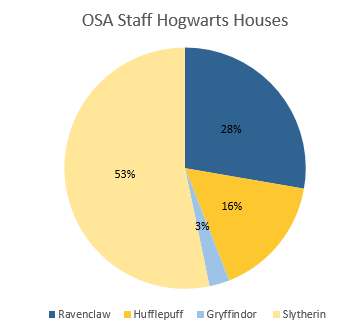 OSA Staff Hogwarts Houses
28%
53%
16%
3%
Ravenclaw Hufflepuff Gryffindor Slytherin